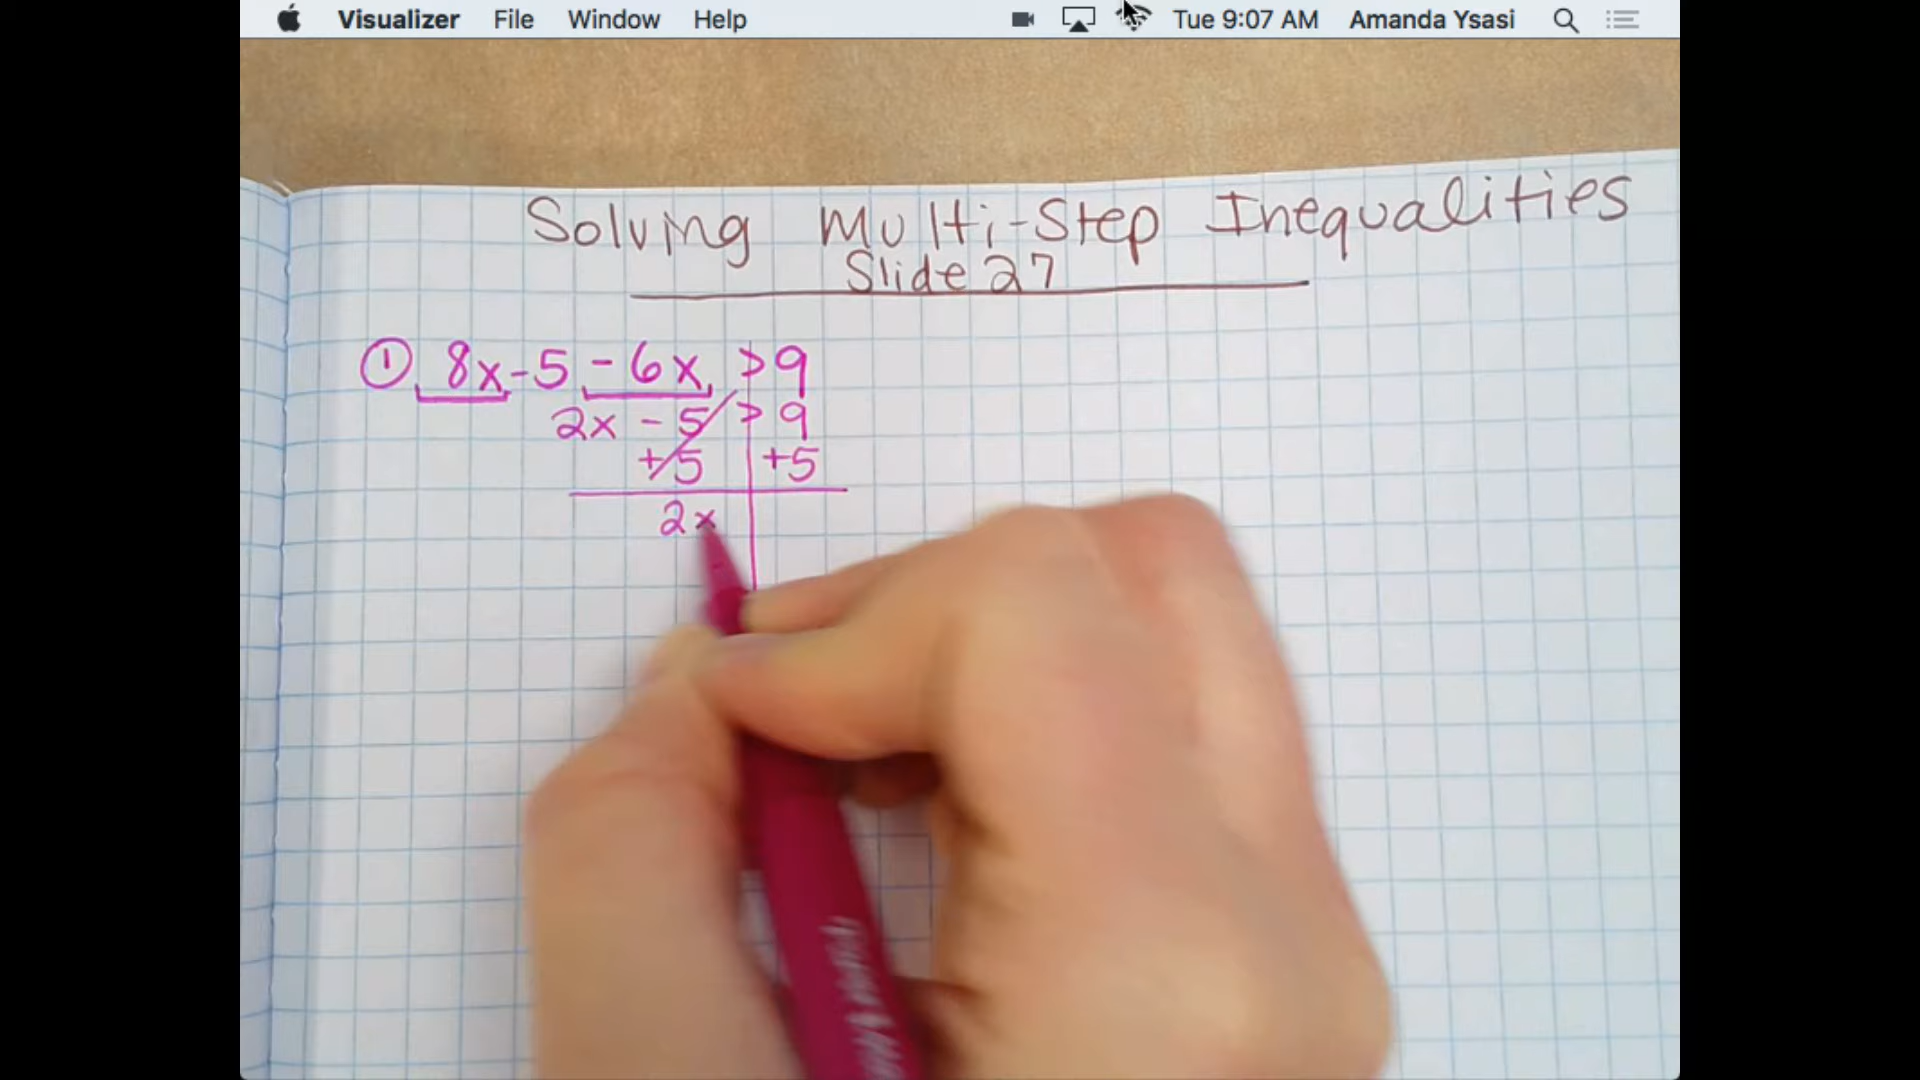 Visualizer File Window Help Tue 9:07 AM Amanda Ysasi
Solving Multi-Step Inequalities
Slide 27
① 8x - 5 - 6x > 9
2x - 5 > 9
+5 +5
2x